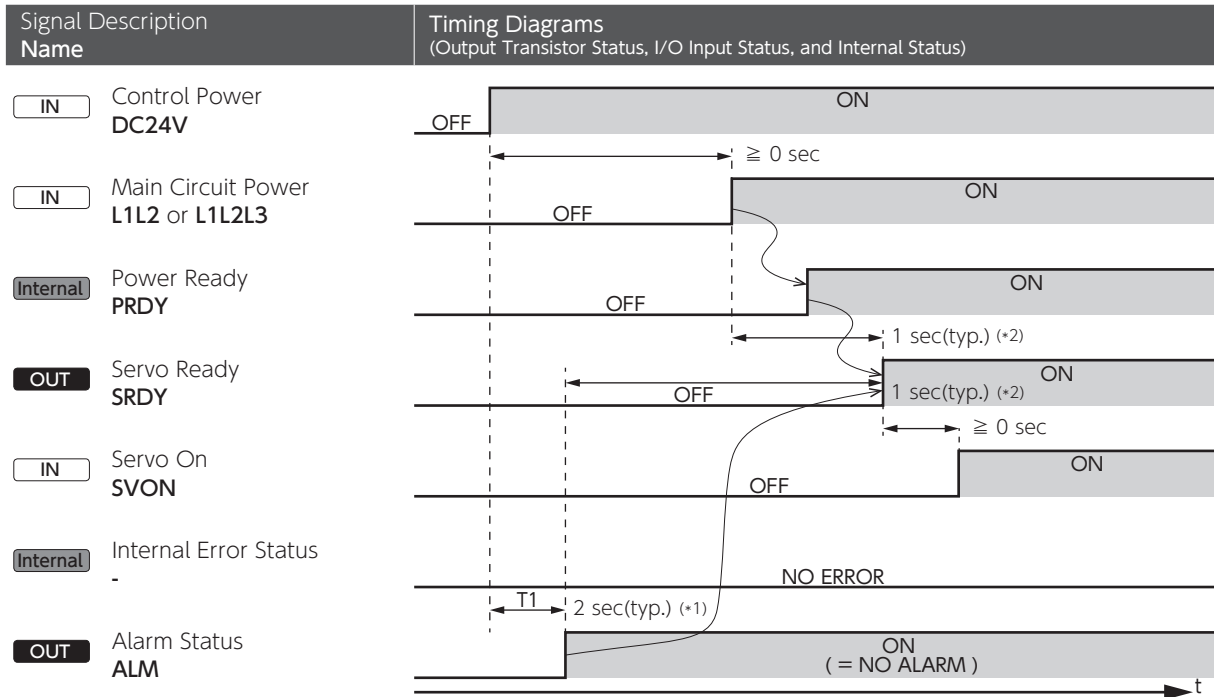 Signal Description
Name
Timing Diagrams
(Output Transistor Status, I/O Input Status, and Internal Status)
IN
Control Power
DC24V
OFF
ON
≧ 0 sec
IN
Main Circuit Power
L1L2 or L1L2L3
OFF
ON
Internal
Power Ready
PRDY
OFF
ON
1 sec(typ.) (*2)
OUT
Servo Ready
SRDY
OFF
ON
1 sec(typ.) (*2)
≧ 0 sec
IN
Servo On
SVON
OFF
ON
Internal
Internal Error Status
-
NO ERROR
T1
2 sec(typ.) (*1)
OUT
Alarm Status
ALM
ON
( = NO ALARM )
t